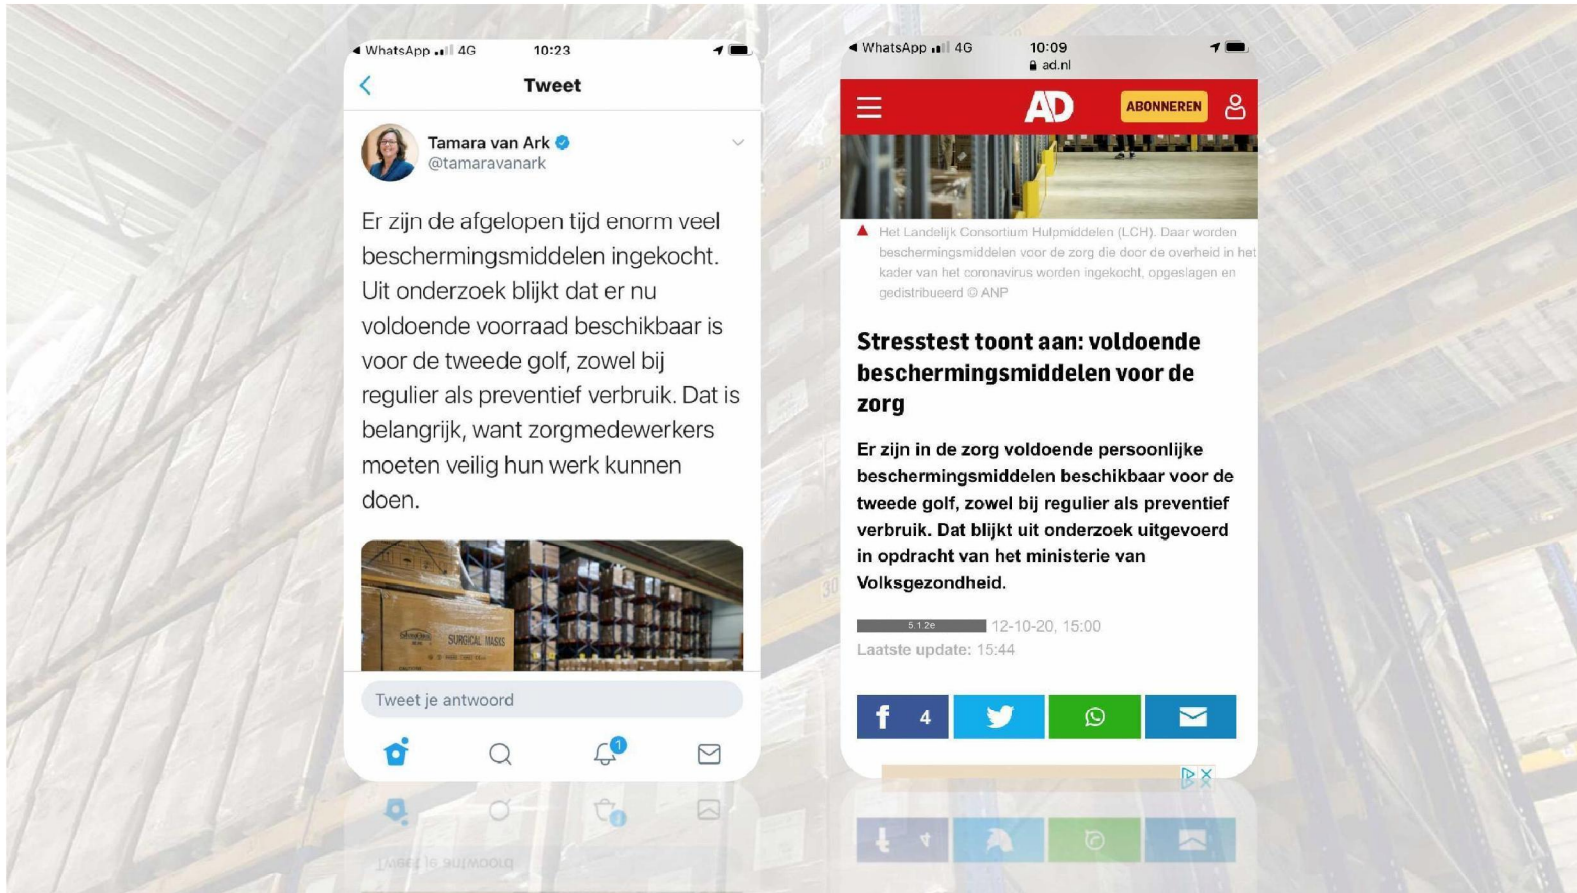 WhatsApp 4G 10:23
Tweet
Tamara van Ark
@tamaravanark
Er zijn de afgelopen tijd enorm veel
beschermingsmiddelen ingekocht.
Uit onderzoek blijkt dat er nu
voldoende voorraad beschikbaar is
voor de tweede golf, zowel bij
regulier als preventief verbruik. Dat is
belangrijk, want zorgmedewerkers
moeten veilig hun werk kunnen
doen.
SURGICAL MASKS
Tweet je antwoord
1
WhatsApp 4G 10:09
ad.nl
AD
ABONNEREN
Het Landelijk Consortium Hulpmiddelen (LCH). Daar worden
beschermingsmiddelen voor de zorg die door de overheid in het
kader van het coronavirus worden ingekocht, opgeslagen en
gedistribueerd © ANP
Stresstest toont aan: voldoende
beschermingsmiddelen voor de
zorg
Er zijn in de zorg voldoende persoonlijke
beschermingsmiddelen beschikbaar voor de
tweede golf, zowel bij regulier als preventief
verbruik. Dat blijkt uit onderzoek uitgevoerd
in opdracht van het ministerie van
Volksgezondheid.
5.1.2e 12-10-20, 15:00
Laatste update: 15:44
f 4
30